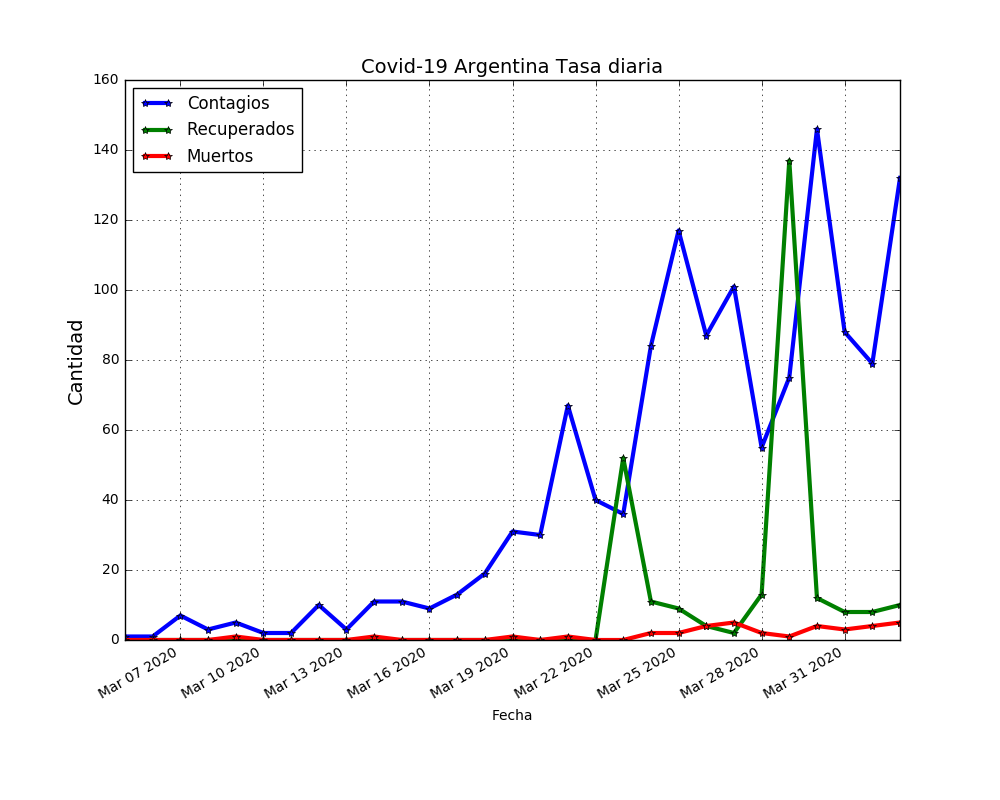 Covid-19 Argentina Tasa diaria
160
140
120
100
80
60
40
20
0
Cantidad
Contagios
Recuperados
Muertos
Mar 07 2020
Mar 10 2020
Mar 13 2020
Mar 16 2020
Mar 19 2020
Mar 22 2020
Mar 25 2020
Mar 28 2020
Mar 31 2020
Fecha